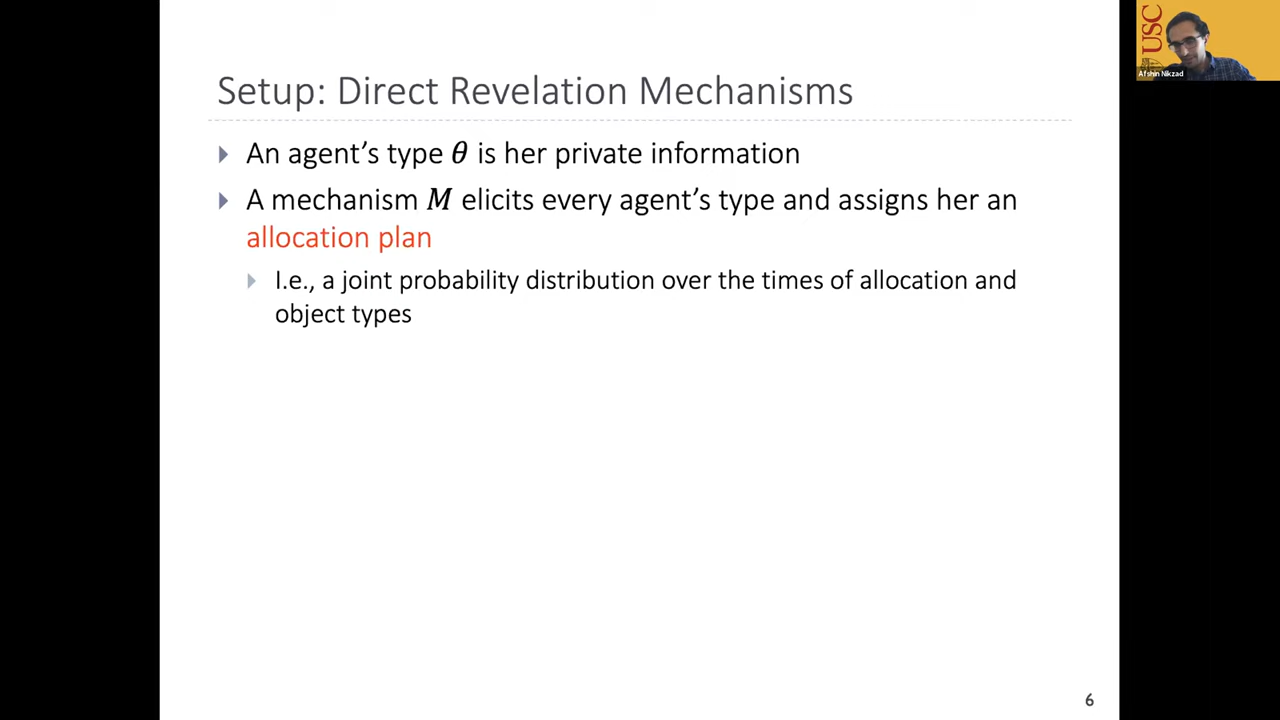 USC
Afshin Nikzad
Setup: Direct Revelation Mechanisms
An agent's type θ is her private information
A mechanism M elicits every agent's type and assigns her an
allocation plan
I.e., a joint probability distribution over the times of allocation and
object types
6